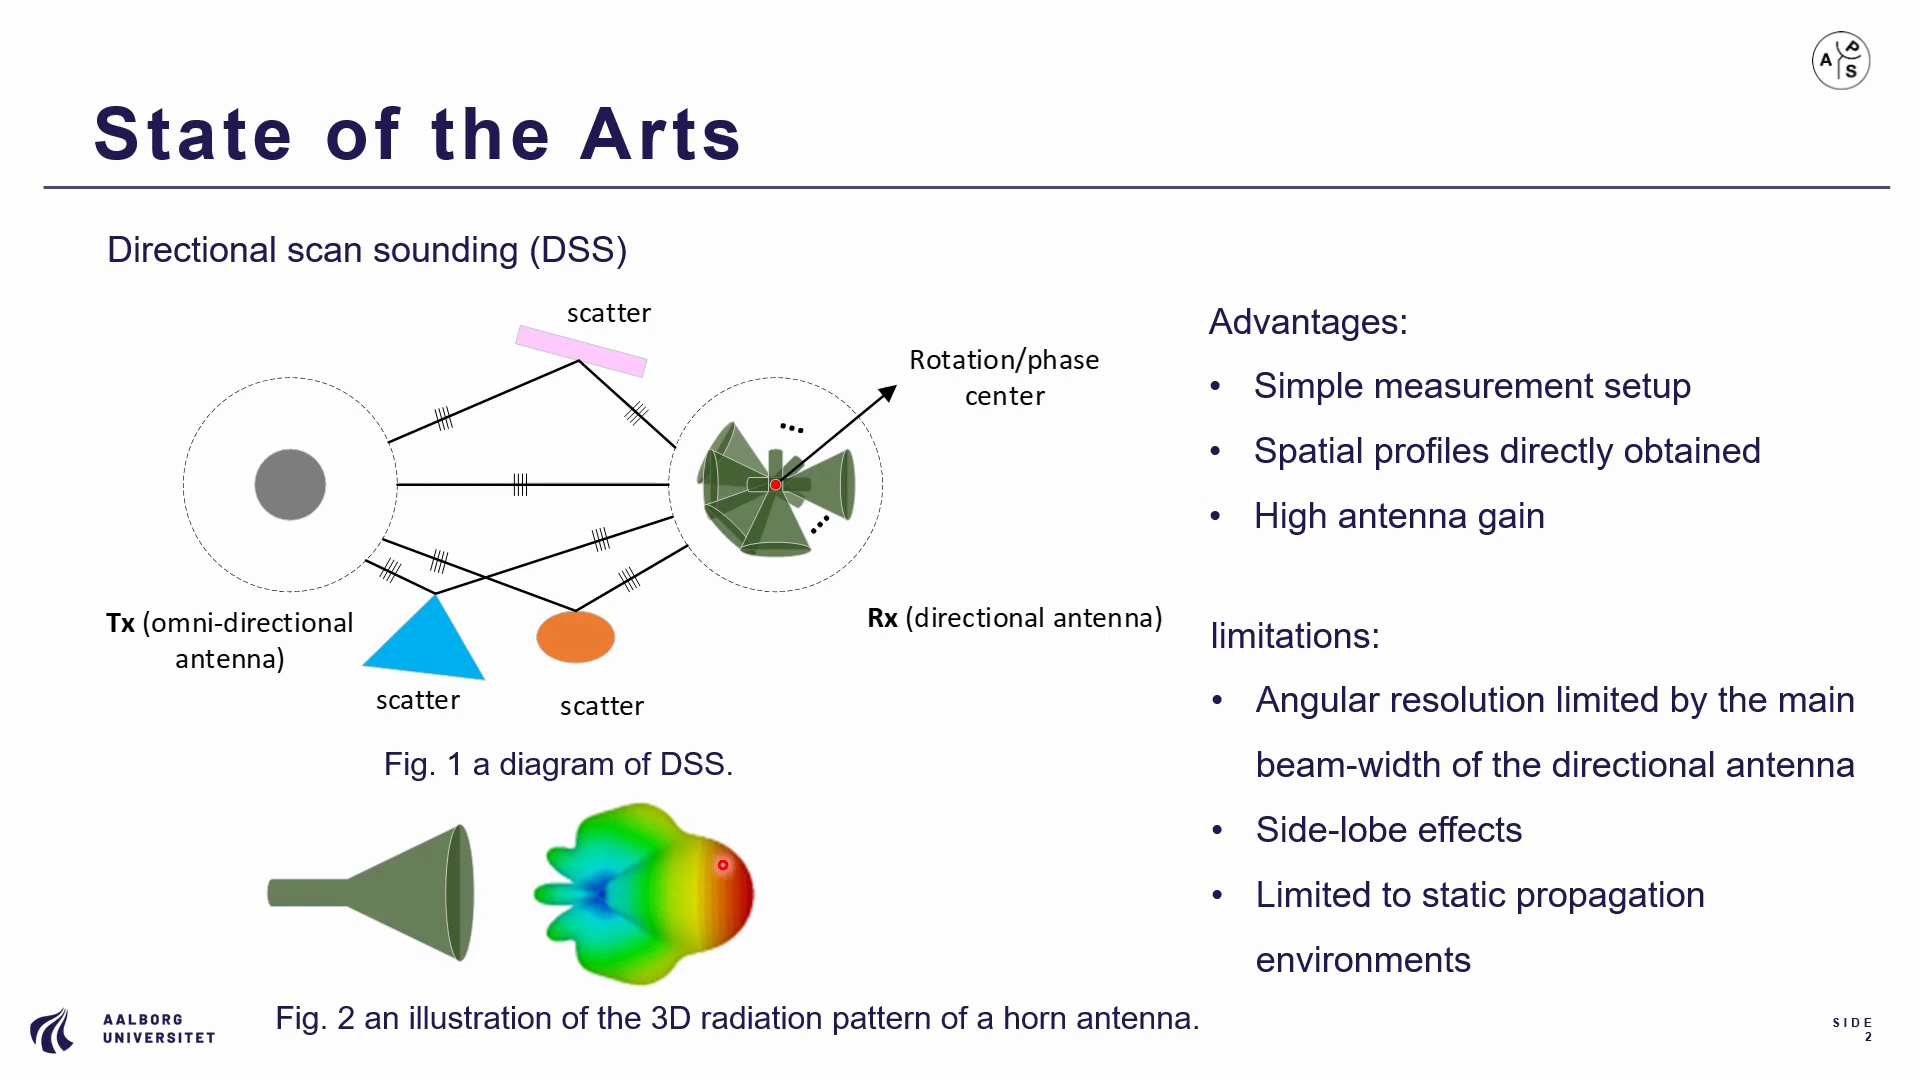 A P S
State of the Arts
Directional scan sounding (DSS)
scatter
Rotation/phase
center
Tx (omni-directional
antenna)
Rx (directional antenna)
scatter
scatter
Fig. 1 a diagram of DSS.
Fig. 2 an illustration of the 3D radiation pattern of a horn antenna.
Advantages:
• Simple measurement setup
• Spatial profiles directly obtained
• High antenna gain
limitations:
• Angular resolution limited by the main
beam-width of the directional antenna
• Side-lobe effects
• Limited to static propagation
environments
AALBORG
UNIVERSITET
SIDE
2